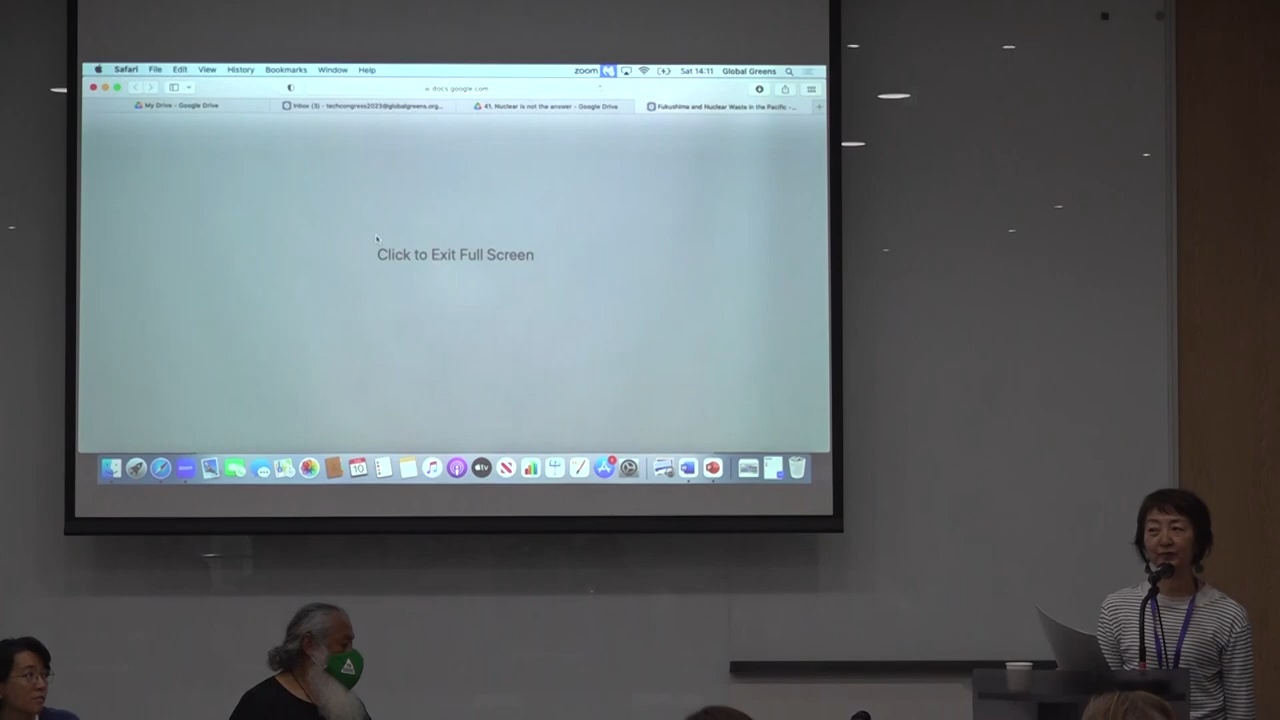 Safari File Edit View History Bookmarks Window Help zoom Sat 14:11 Global Greens
docs.google.com
My Drive - Google Drive
Inbox (3) - techcongress2023@globalgreens.org...
41. Nuclear is not the answer - Google Drive
Fukushima and Nuclear Waste in the Pacific -...
Click to Exit Full Screen
10
tv